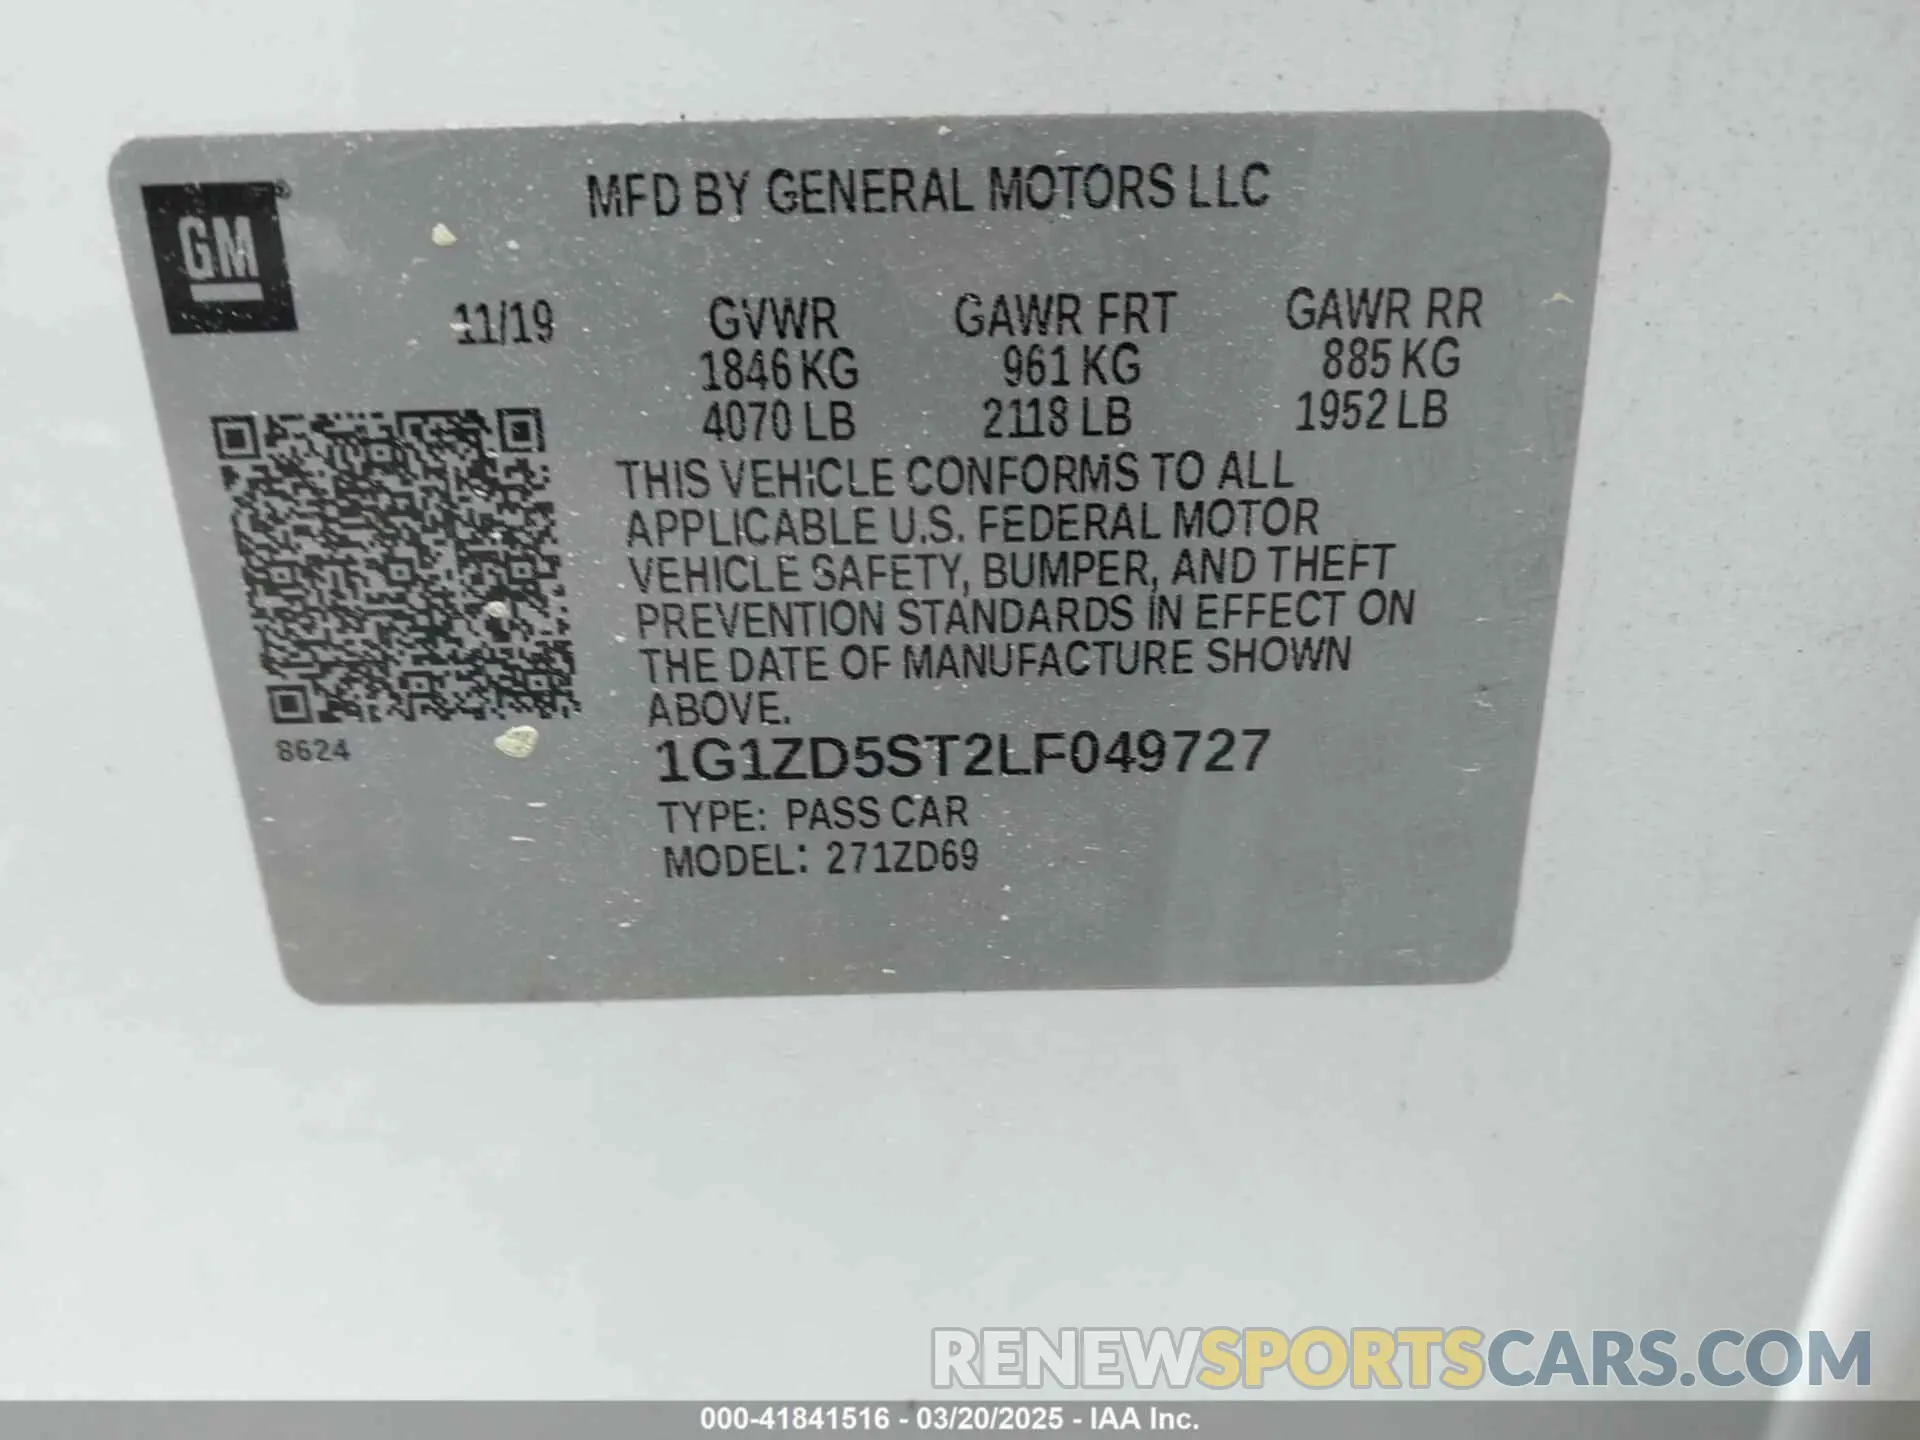 MFD BY GENERAL MOTORS LLC
GM
11/19 GVWR GAWR FRT GAWR RR
1846 KG 961 KG 885 KG
4070 LB 2118 LB 1952 LB
THIS VEHICLE CONFORMS TO ALL
APPLICABLE U.S. FEDERAL MOTOR
VEHICLE SAFETY, BUMPER, AND THEFT
PREVENTION STANDARDS IN EFFECT ON
THE DATE OF MANUFACTURE SHOWN
ABOVE.
8624
1G1ZD5ST2LF049727
TYPE: PASS CAR
MODEL: 271ZD69
RENEWSPORTSCARS.COM
000-41841516 - 03/20/2025 - IAA Inc.